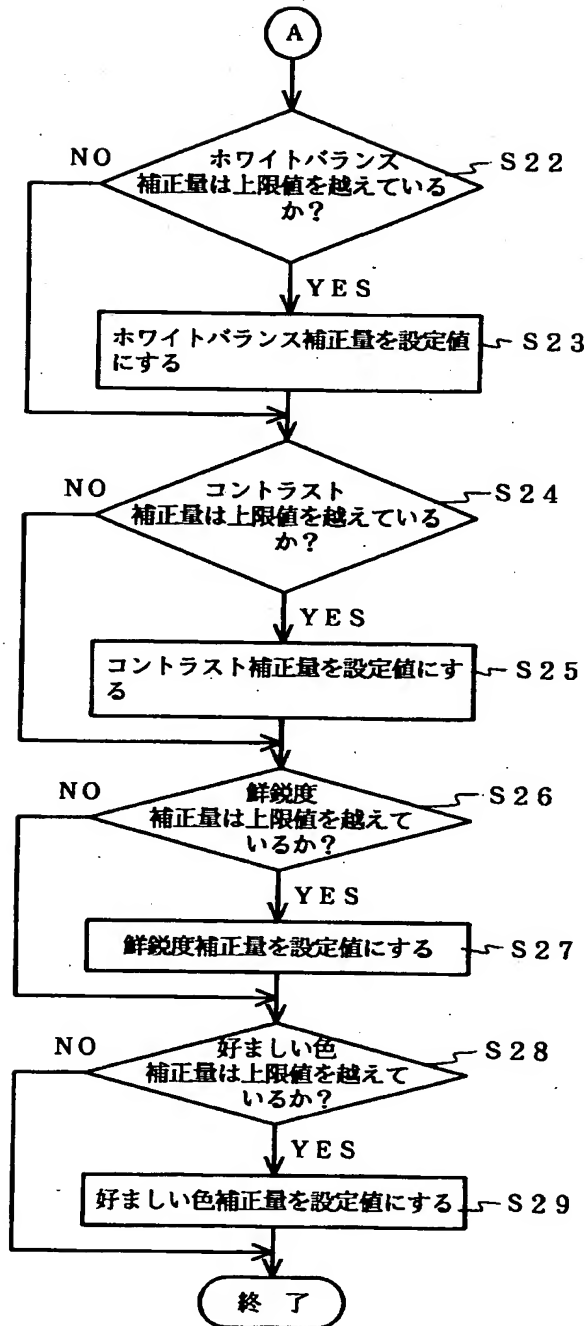 A
NO
ホワイトバランス
補正量は上限値を越えている
か?
S22
YES
ホワイトバランス補正量を設定値
にする
S23
NO
コントラスト
補正量は上限値を越えている
か?
S24
YES
コントラスト補正量を設定値にす
る
S25
NO
鮮鋭度
補正量は上限値を越えて
いるか?
S26
YES
鮮鋭度補正量を設定値にする
S27
NO
好ましい色
補正量は上限値を越えて
いるか?
S28
YES
好ましい色補正量を設定値にする
S29
終 了